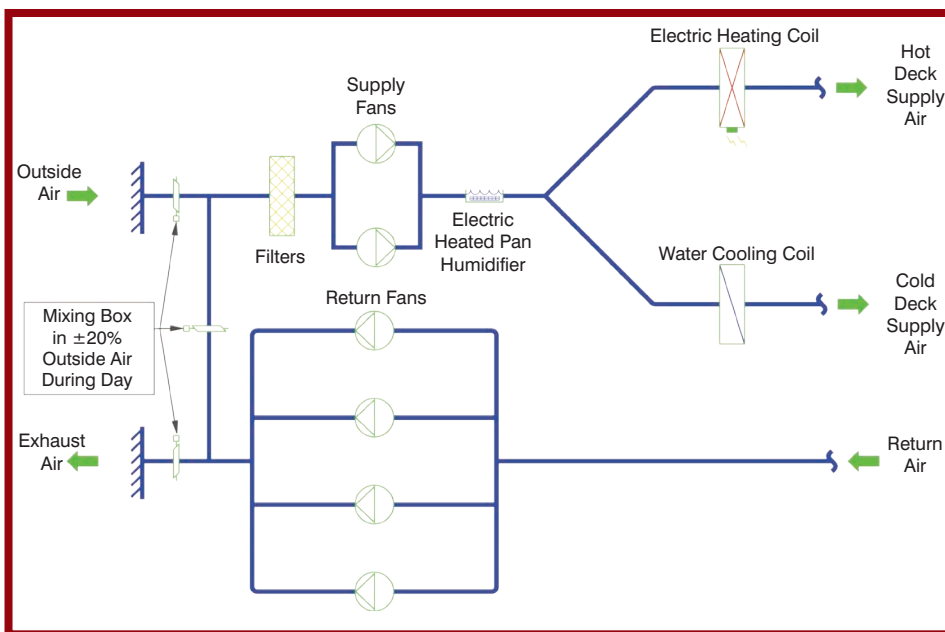 Electric Heating Coil
Hot
Deck
Supply
Air
Supply
Fans
Outside
Air
Filters
Electric
Heated Pan
Humidifier
Water Cooling Coil
Cold
Deck
Supply
Air
Mixing Box
in ±20%
Outside Air
During Day
Return Fans
Exhaust
Air
Return
Air